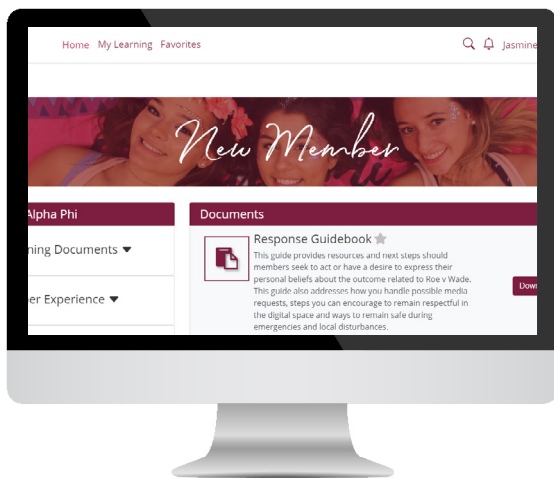 Home My Learning Favorites Jasmine
New Member
Alpha Phi
Documents
ning Documents
er Experience
Response Guidebook
This guide provides resources and next steps should
members seek to act or have a desire to express their
personal beliefs about the outcome related to Roe v Wade.
This guide also addresses how you handle possible media
requests, steps you can encourage to remain respectful in
the digital space and ways to remain safe during
emergencies and local disturbances.
Down